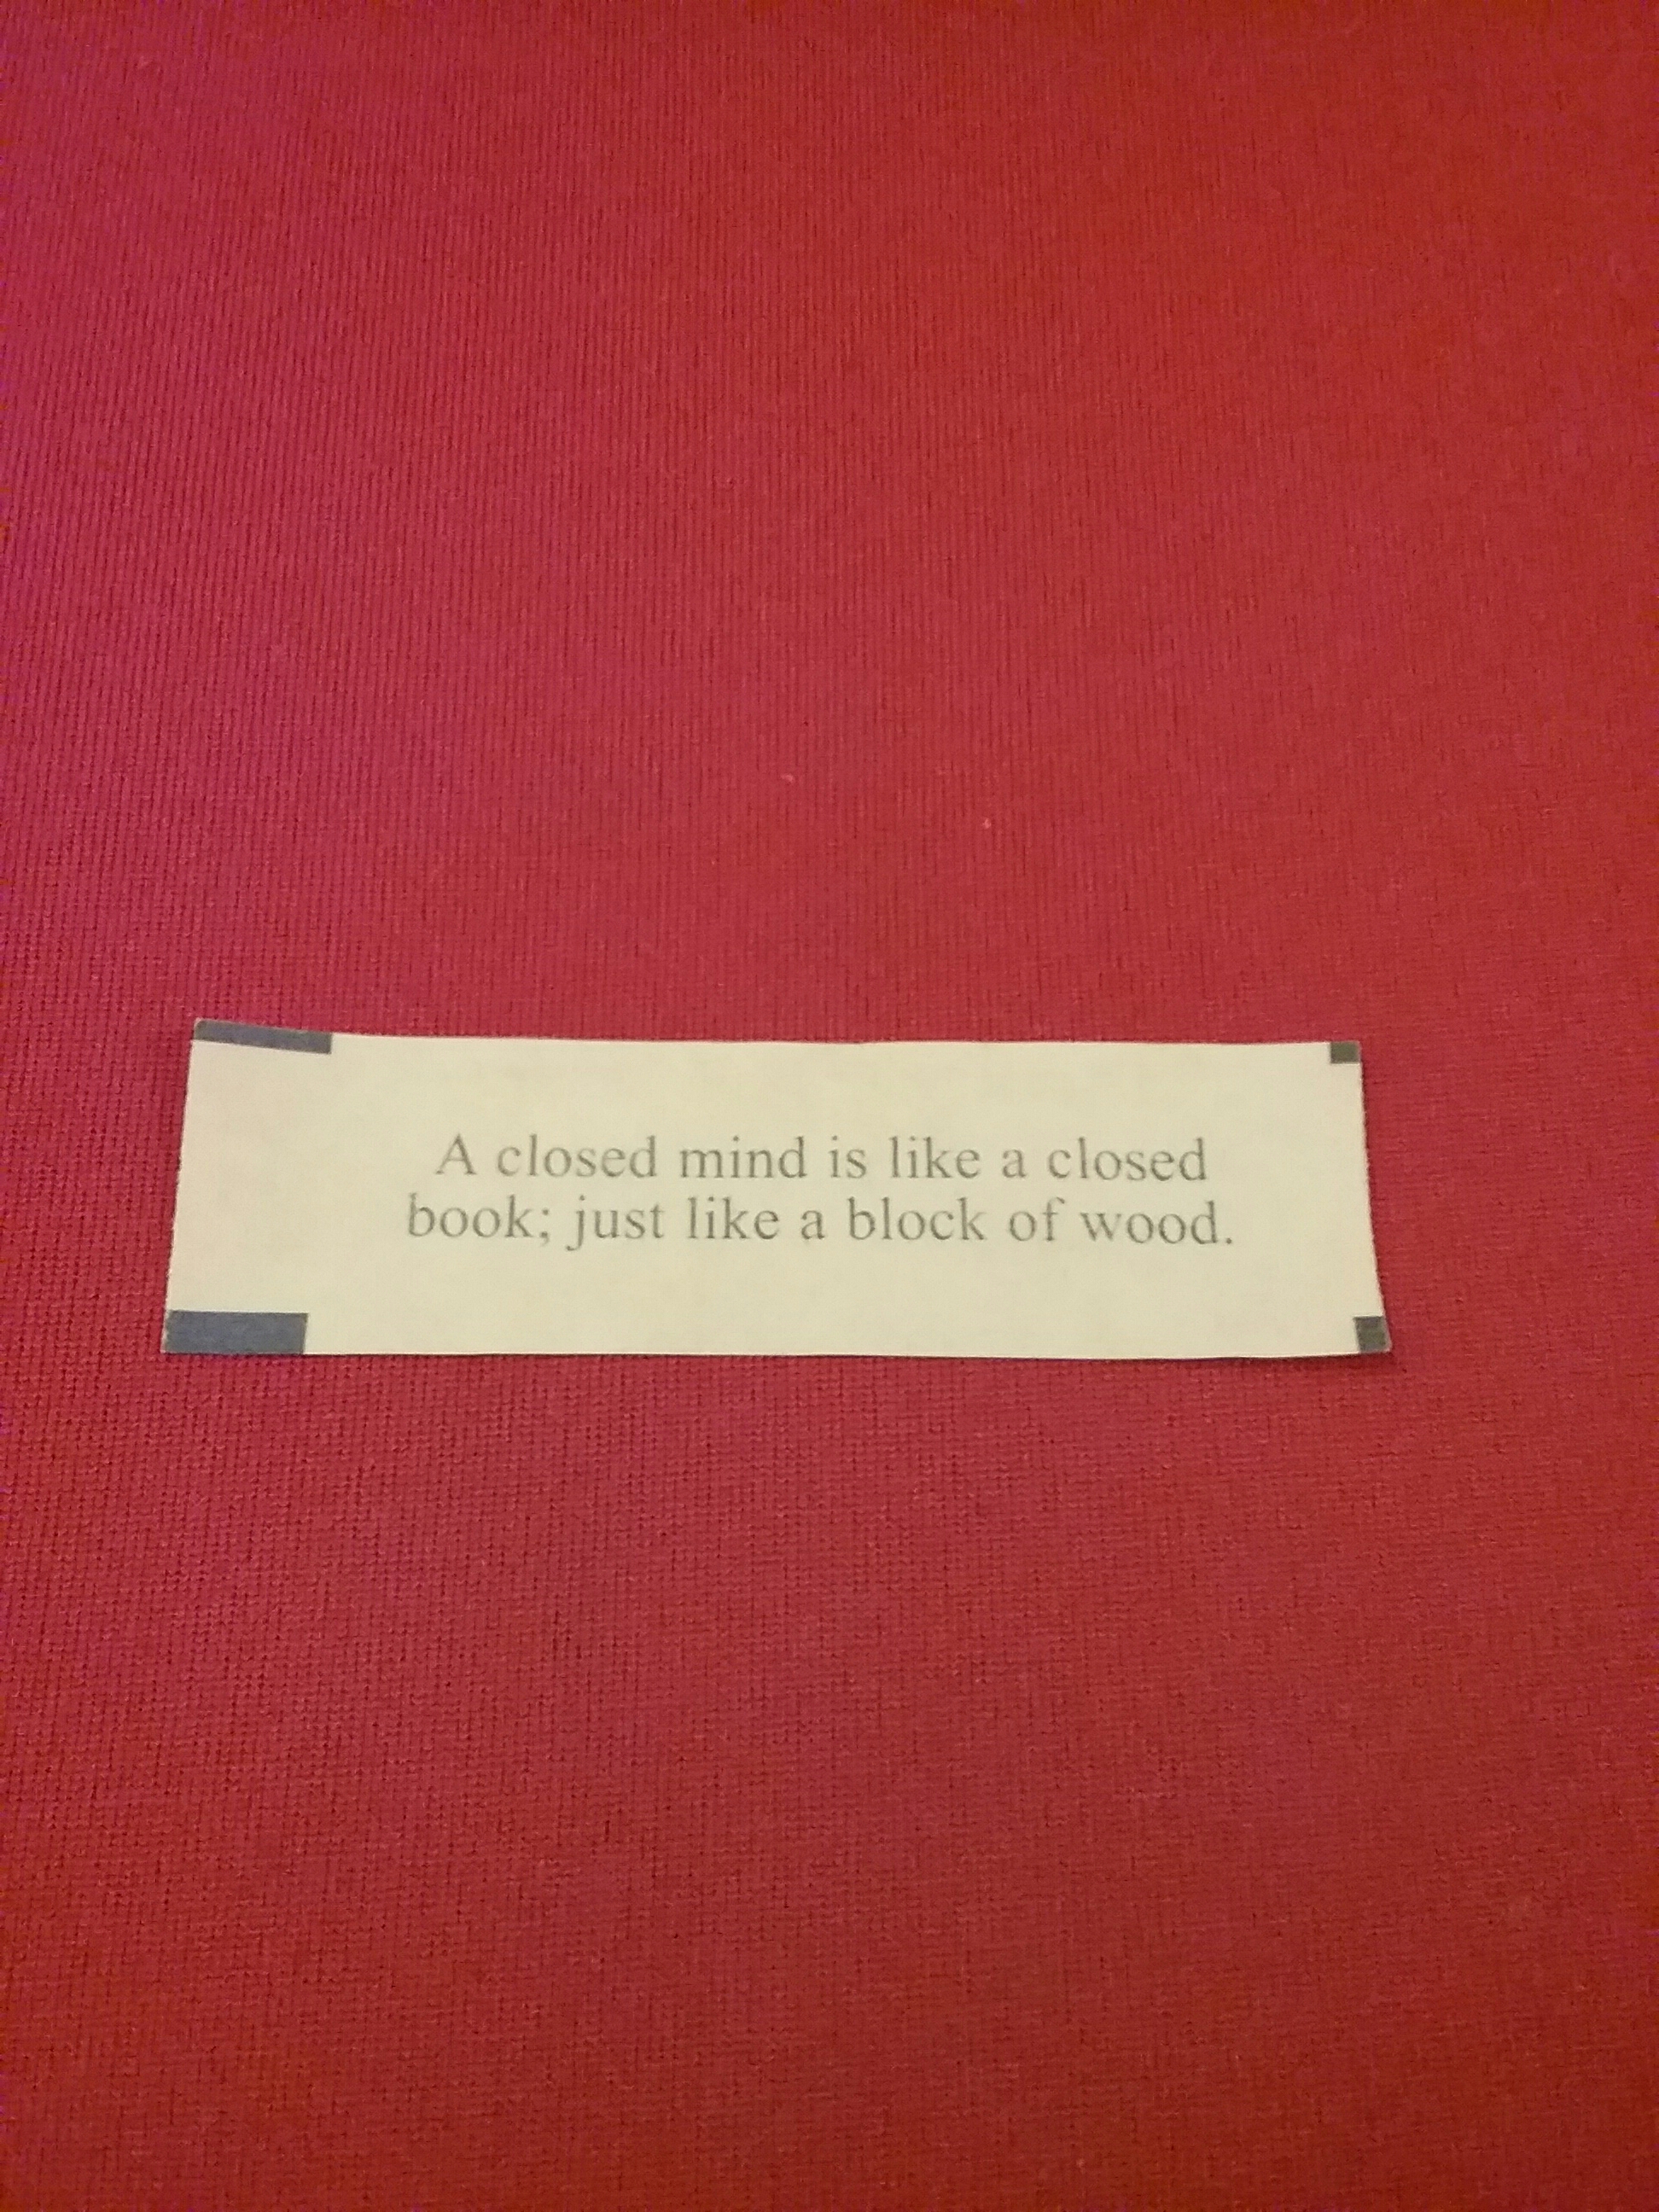 A closed mind is like a closed
book; just like a block of wood.